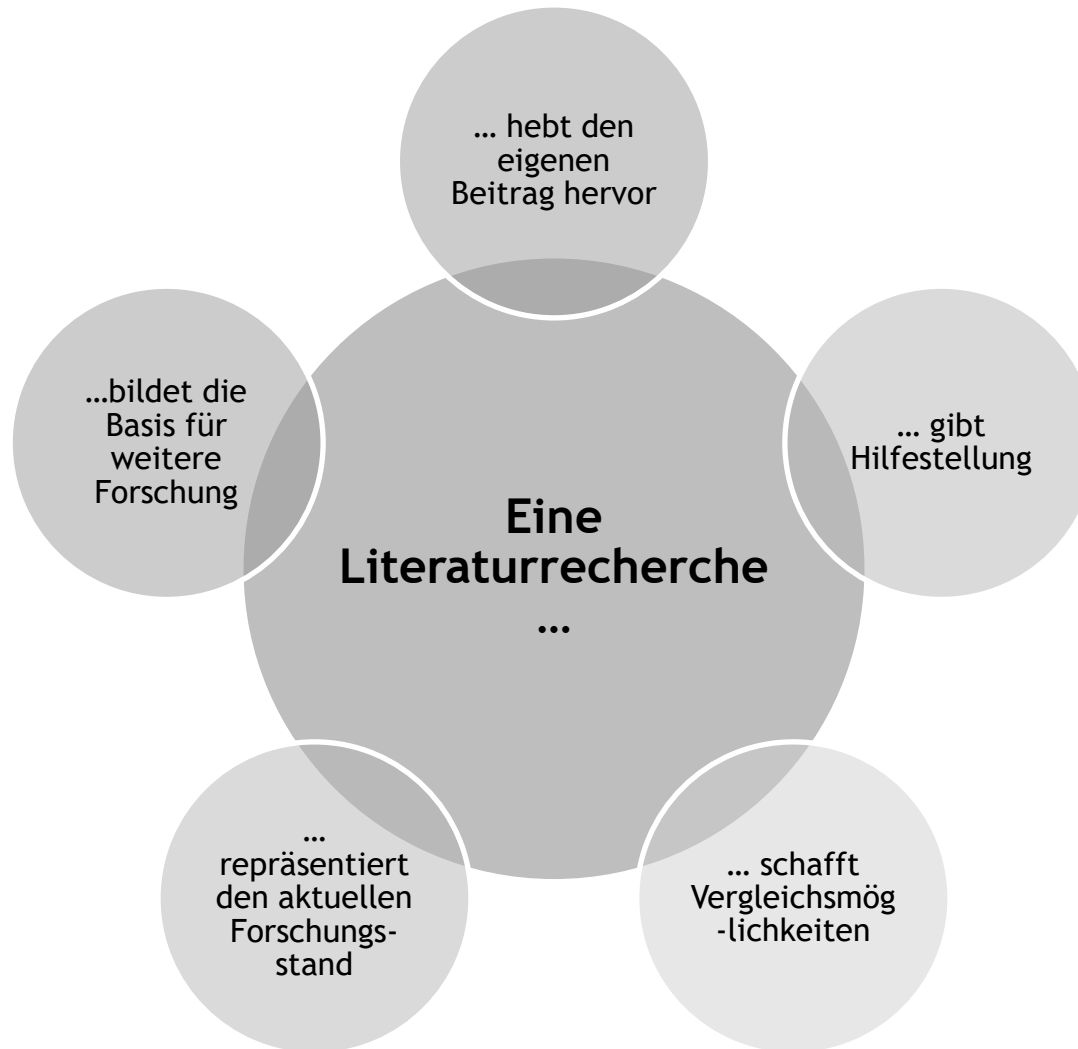 … hebt den
eigenen
Beitrag hervor
…bildet die
Basis für
weitere
Forschung
… gibt
Hilfestellung
Eine
Literaturrecherche
…
…
repräsentiert
den aktuellen
Forschungs-
stand
… schafft
Vergleichsmög
-lichkeiten